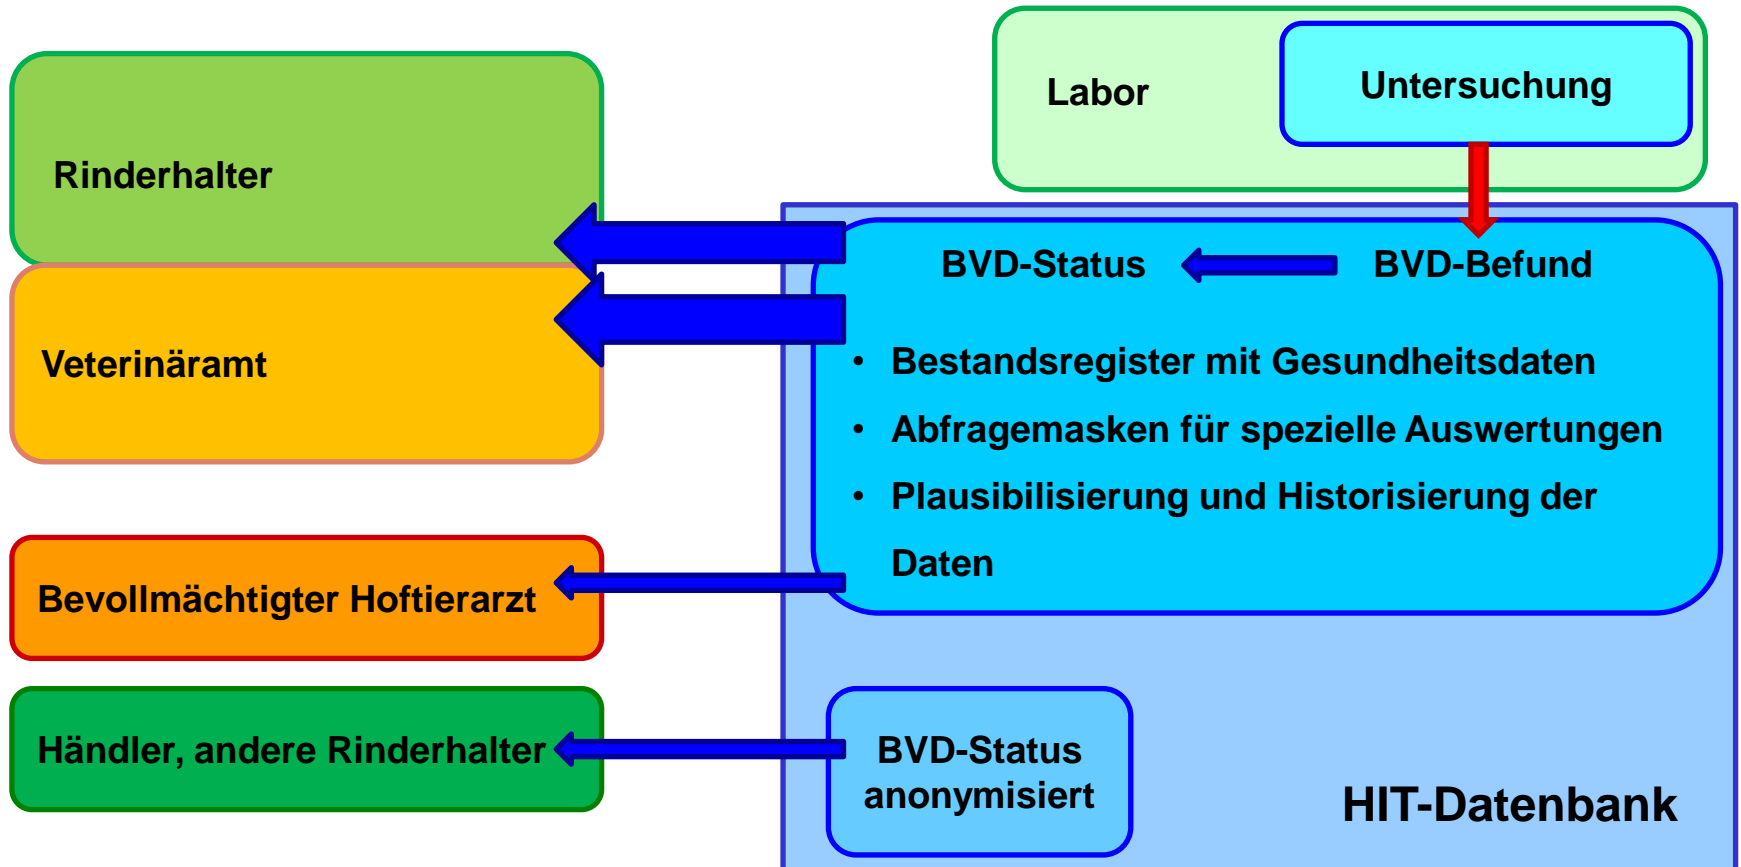 Labor
Untersuchung
Rinderhalter
Veterinäramt
BVD-Status
BVD-Befund
• Bestandsregister mit Gesundheitsdaten
• Abfragemasken für spezielle Auswertungen
• Plausibilisierung und Historisierung der
Daten
Bevollmächtigter Hoftierarzt
Händler, andere Rinderhalter
BVD-Status
anonymisiert
HIT-Datenbank